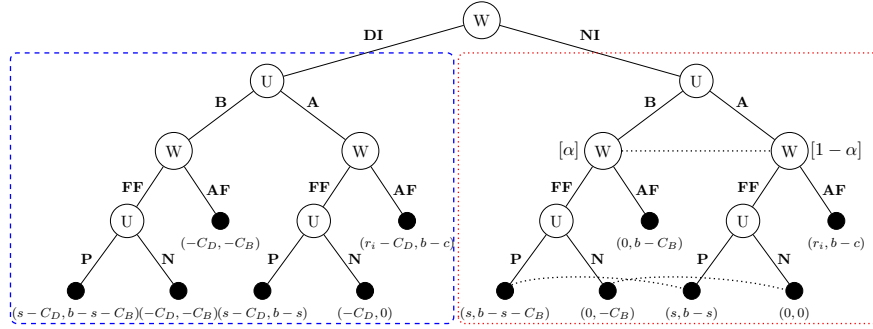 W
DI NI
U U
B A B A
W W [α] W W [1 − α]
FF AF FF AF FF AF FF AF
U (−C_D, −C_B) U (r_i − C_D, b − c) U (0, b − C_B) U (r_i, b − c)
P N P N P N P N
(s − C_D, b − s − C_B) (−C_D, −C_B) (s − C_D, b − s) (−C_D, 0) (s, b − s − C_B) (0, −C_B) (s, b − s) (0, 0)